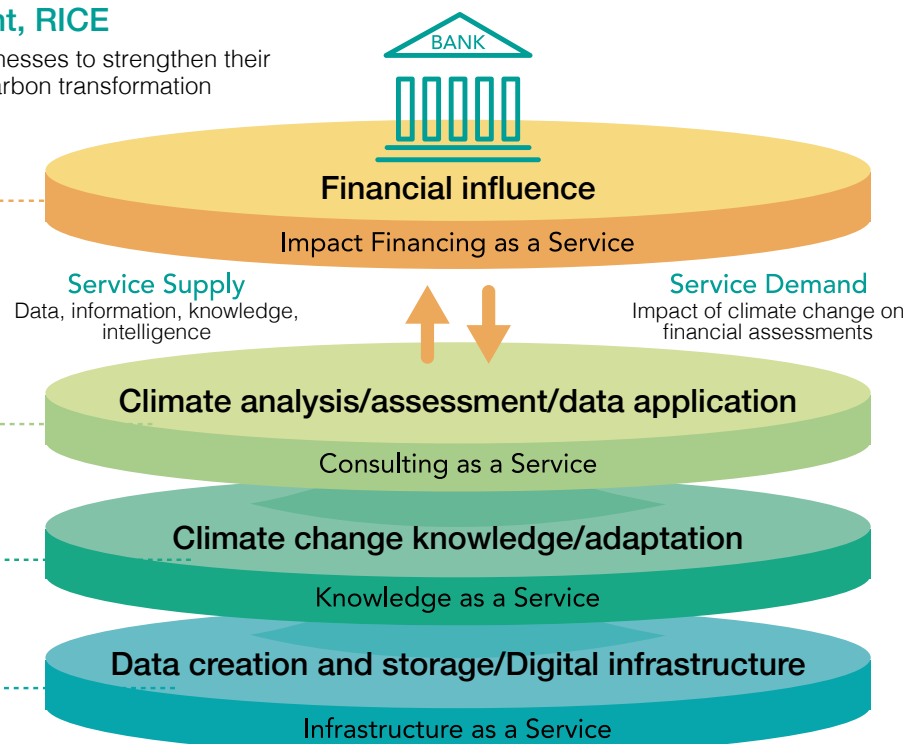 nt, RICE
nesses to strengthen their
arbon transformation
BANK
Financial influence
Impact Financing as a Service
Service Supply
Data, information, knowledge,
intelligence
Service Demand
Impact of climate change on
financial assessments
Climate analysis/assessment/data application
Consulting as a Service
Climate change knowledge/adaptation
Knowledge as a Service
Data creation and storage/Digital infrastructure
Infrastructure as a Service